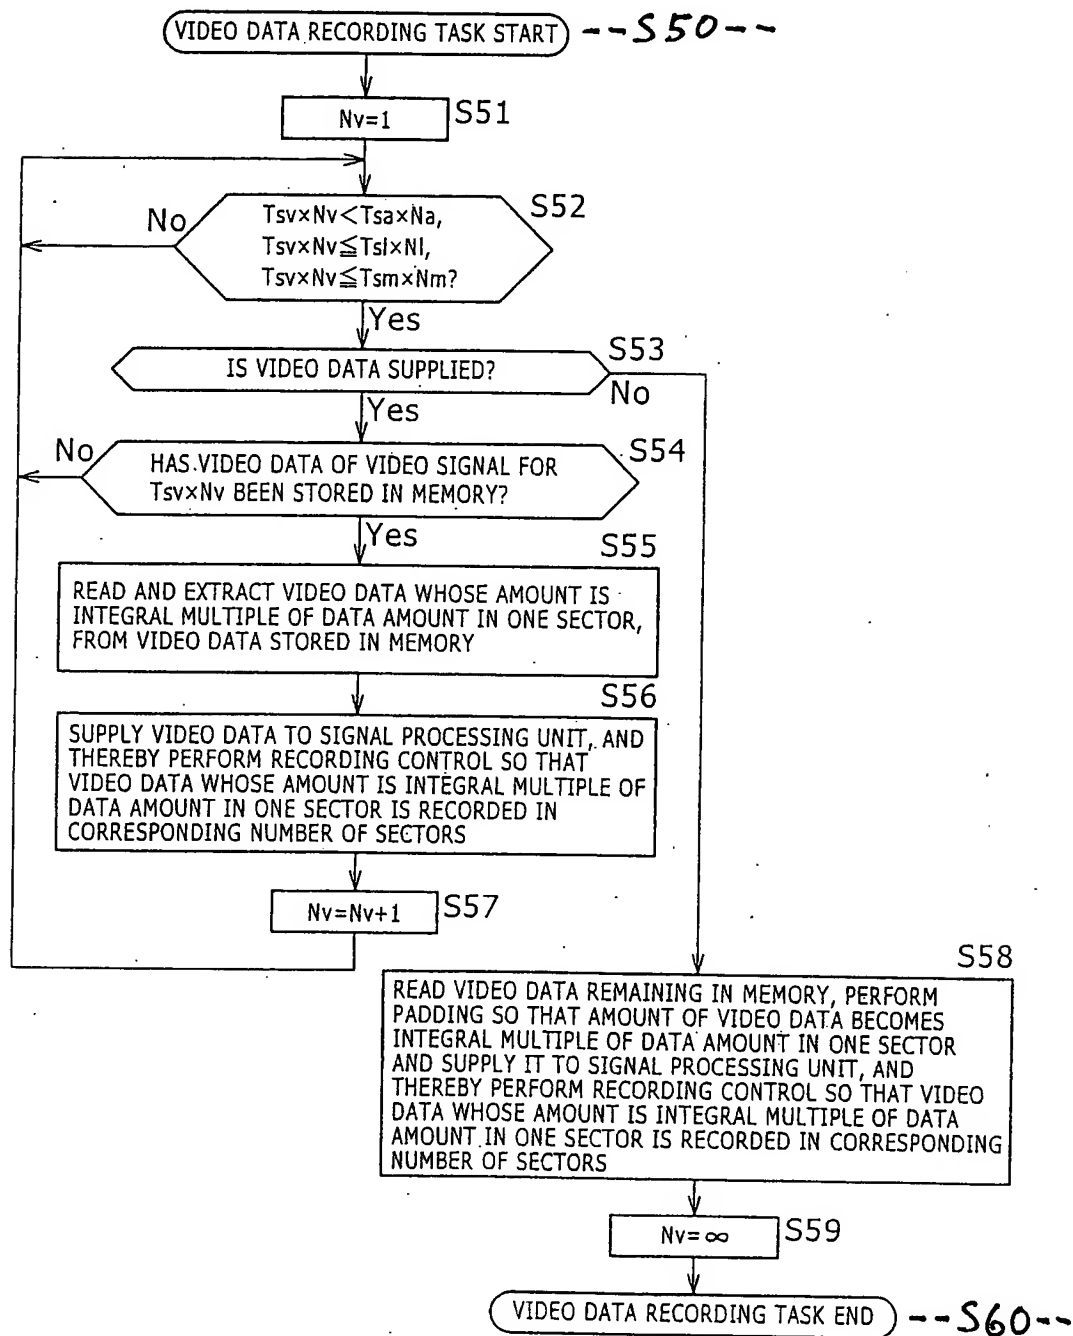 VIDEO DATA RECORDING TASK START
--S50--
Nv=1
S51
S52
Tsv×Nv<Tsa×Na,
Tsv×Nv≦Tsl×Nl,
Tsv×Nv≦Tsm×Nm?
No
Yes
S53
IS VIDEO DATA SUPPLIED?
No
Yes
S54
No
HAS VIDEO DATA OF VIDEO SIGNAL FOR
Tsv×Nv BEEN STORED IN MEMORY?
Yes
S55
READ AND EXTRACT VIDEO DATA WHOSE AMOUNT IS
INTEGRAL MULTIPLE OF DATA AMOUNT IN ONE SECTOR,
FROM VIDEO DATA STORED IN MEMORY
S56
SUPPLY VIDEO DATA TO SIGNAL PROCESSING UNIT, AND
THEREBY PERFORM RECORDING CONTROL SO THAT
VIDEO DATA WHOSE AMOUNT IS INTEGRAL MULTIPLE OF
DATA AMOUNT IN ONE SECTOR IS RECORDED IN
CORRESPONDING NUMBER OF SECTORS
Nv=Nv+1
S57
S58
READ VIDEO DATA REMAINING IN MEMORY, PERFORM
PADDING SO THAT AMOUNT OF VIDEO DATA BECOMES
INTEGRAL MULTIPLE OF DATA AMOUNT IN ONE SECTOR
AND SUPPLY IT TO SIGNAL PROCESSING UNIT, AND
THEREBY PERFORM RECORDING CONTROL SO THAT VIDEO
DATA WHOSE AMOUNT IS INTEGRAL MULTIPLE OF DATA
AMOUNT IN ONE SECTOR IS RECORDED IN CORRESPONDING
NUMBER OF SECTORS
Nv=∞
S59
VIDEO DATA RECORDING TASK END
--S60--